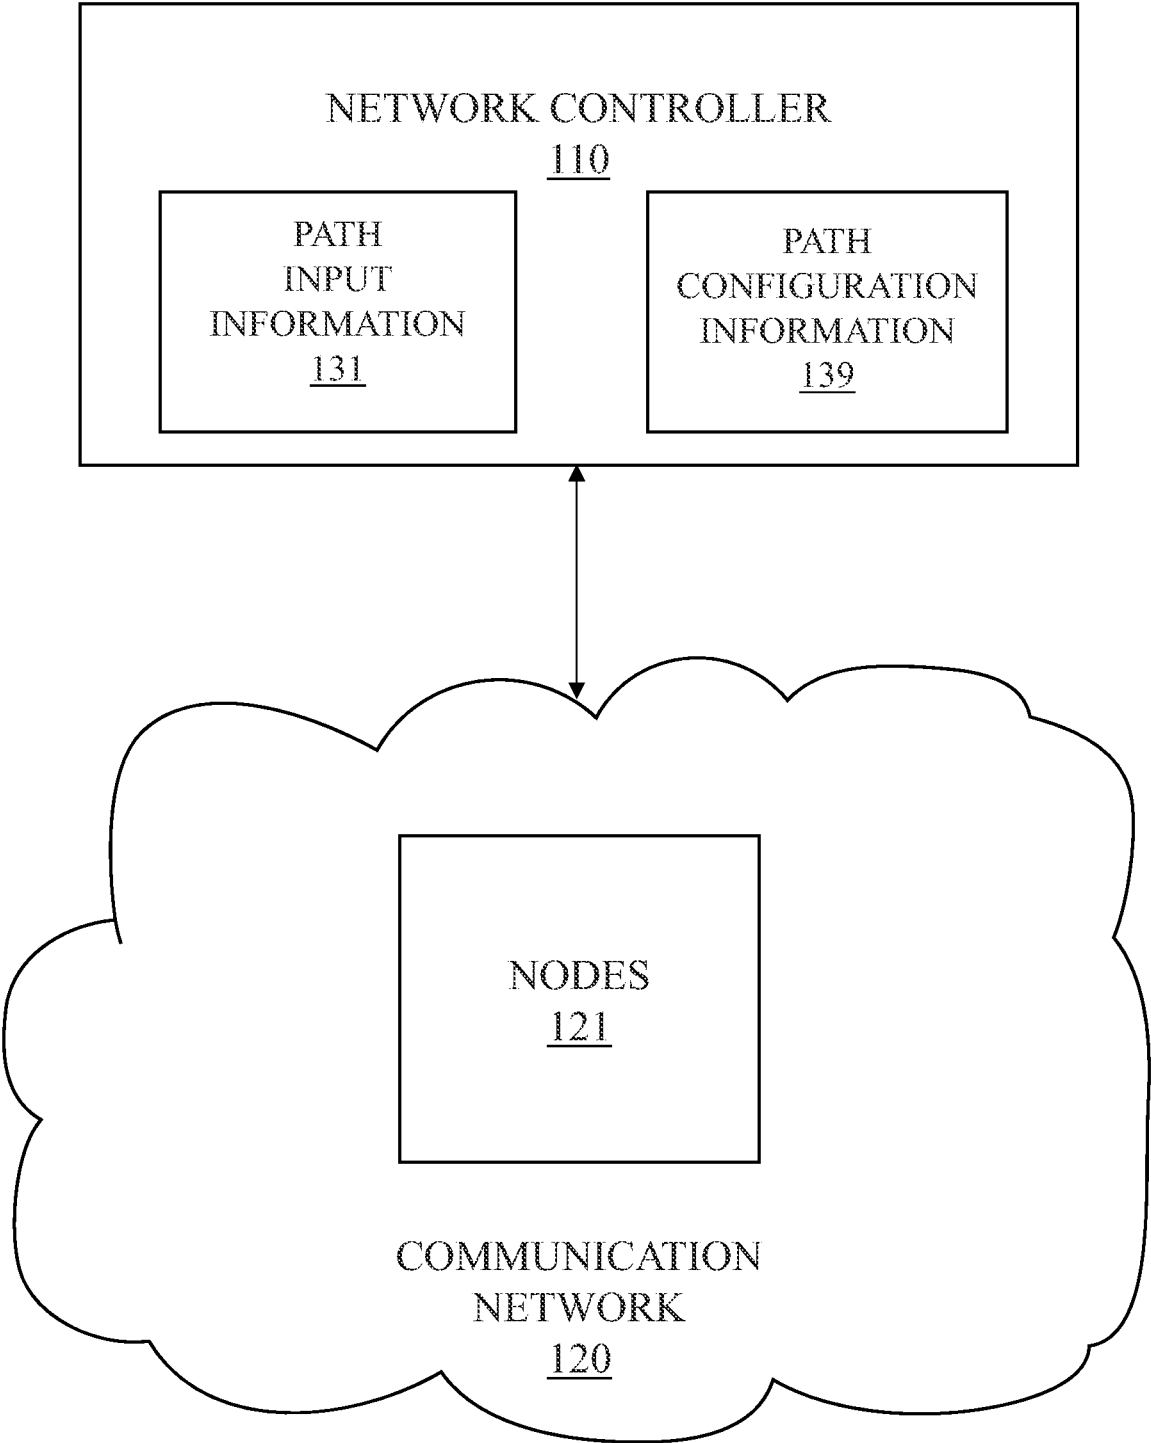 NETWORK CONTROLLER
110
PATH
INPUT
INFORMATION
131
PATH
CONFIGURATION
INFORMATION
139
NODES
121
COMMUNICATION
NETWORK
120